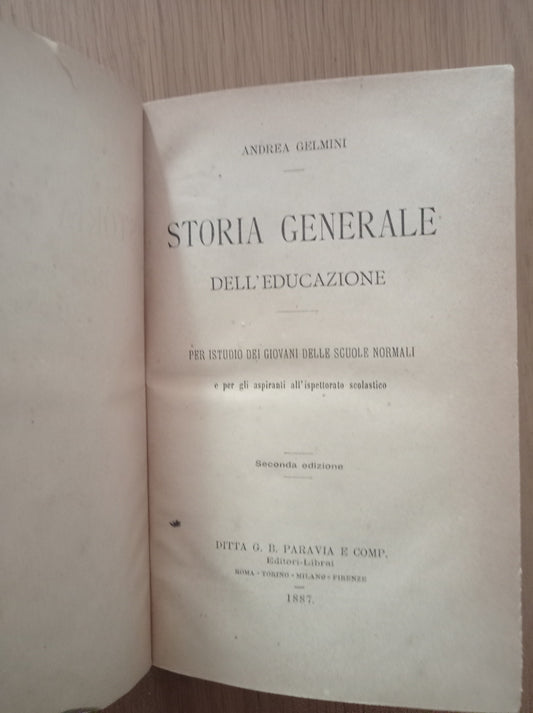 ANDREA GELMINI
STORIA GENERALE
DELL'EDUCAZIONE
PER ISTUDIO DEI GIOVANI DELLE SCUOLE NORMALI
e per gli aspiranti all'ispettorato scolastico
Seconda edizione
DITTA G. B. PARAVIA E COMP.
Editori-Librai
ROMA - TORINO - MILANO - FIRENZE
1887.